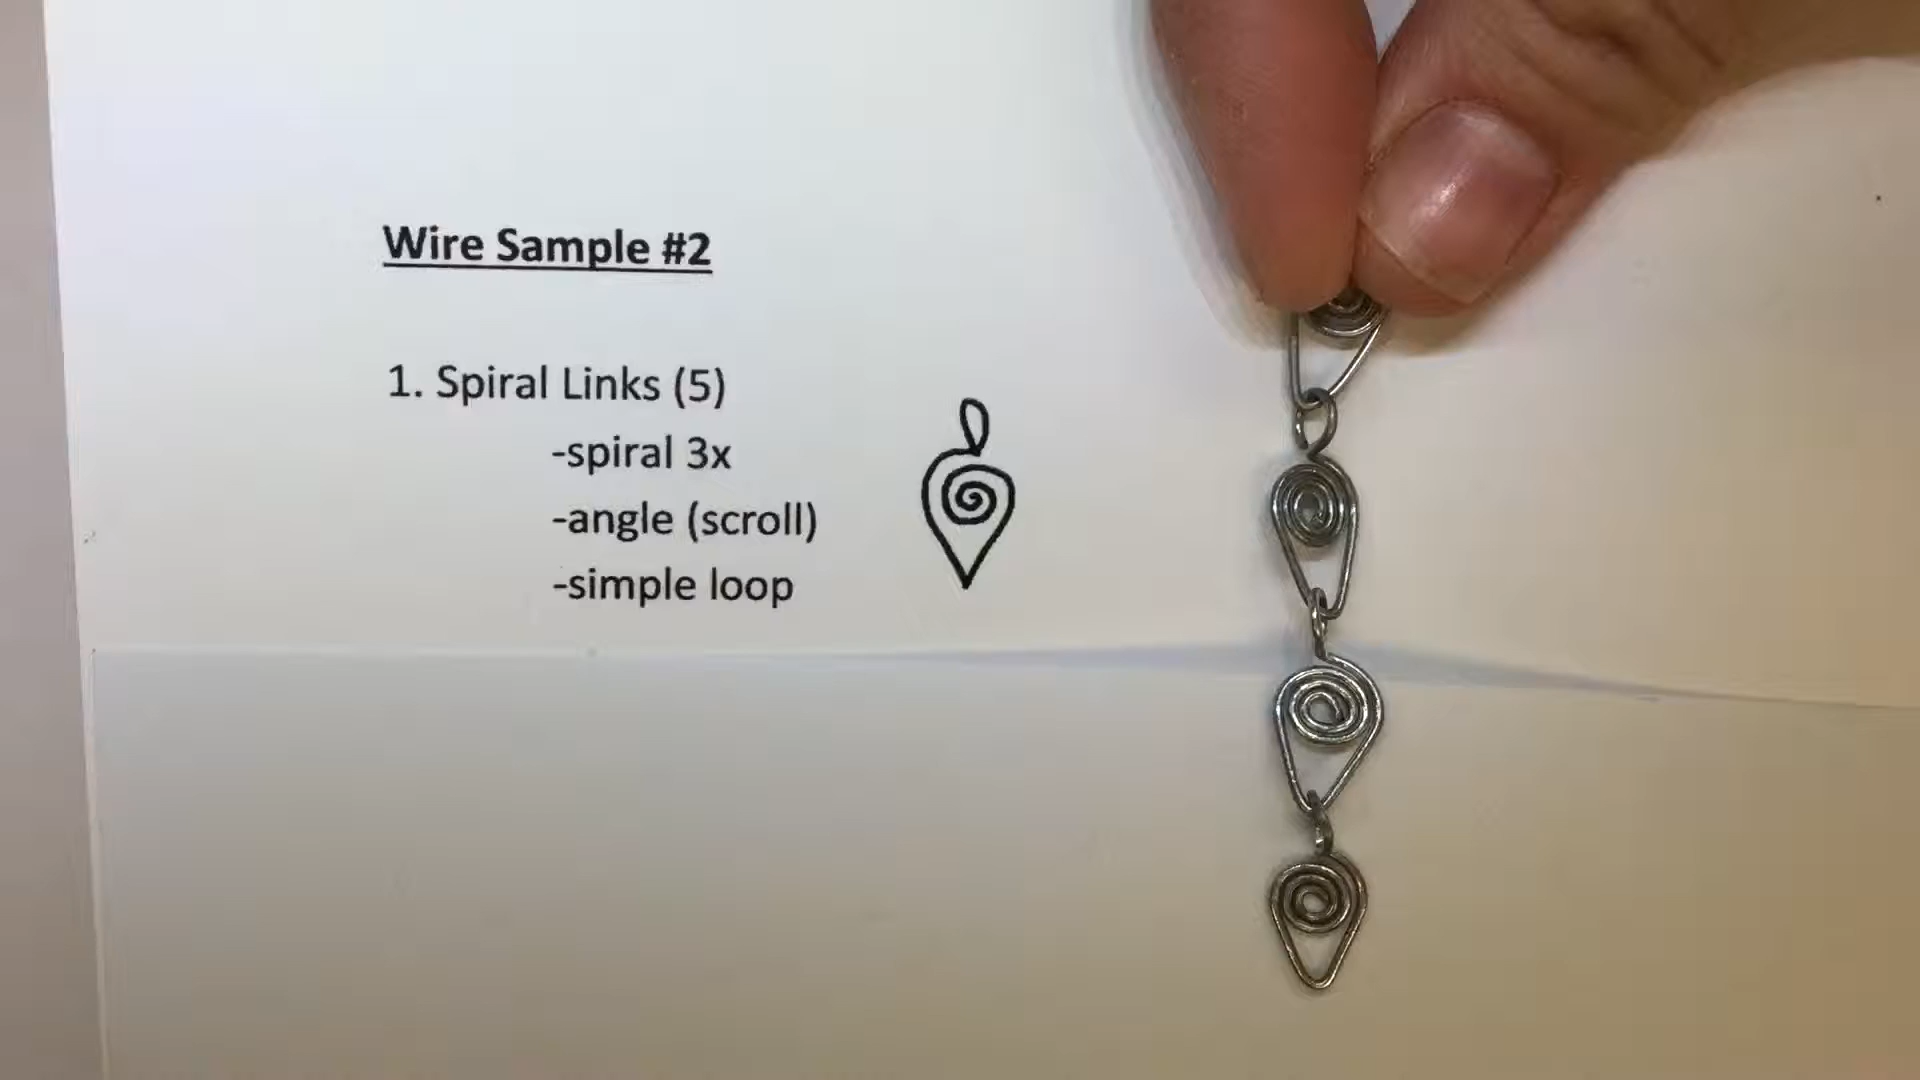 Wire Sample #2
1. Spiral Links (5)
-spiral 3x
-angle (scroll)
-simple loop